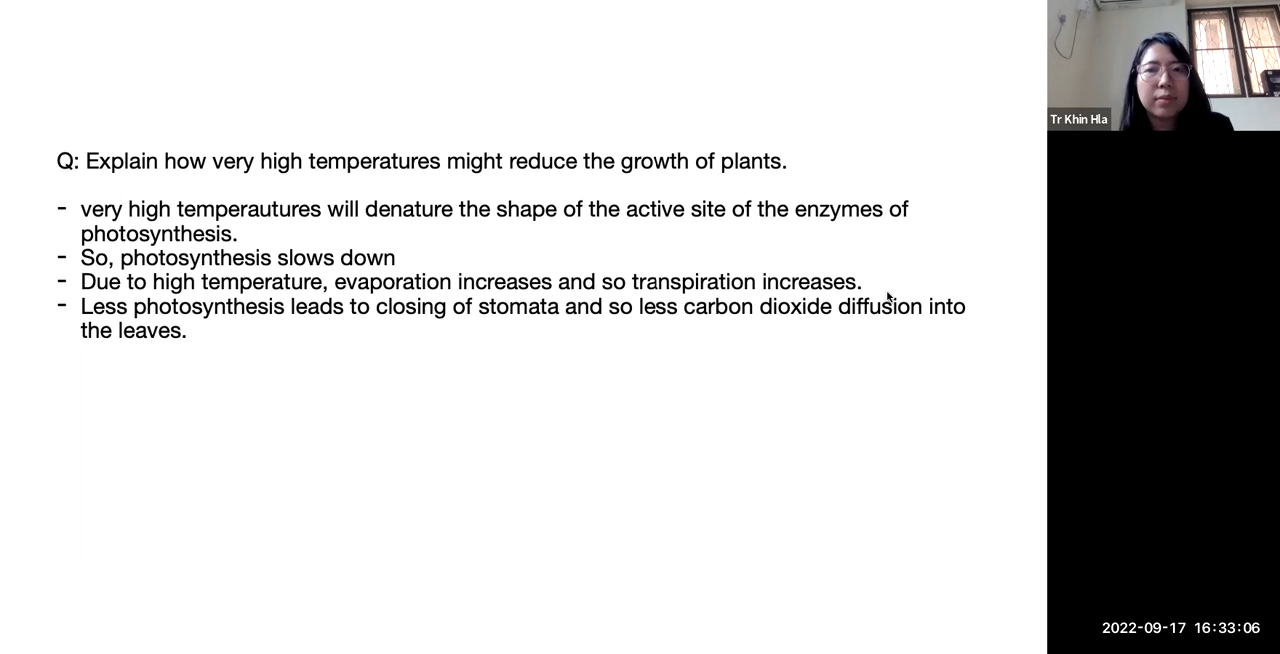 Q: Explain how very high temperatures might reduce the growth of plants.
- very high temperautures will denature the shape of the active site of the enzymes of
photosynthesis.
- So, photosynthesis slows down
- Due to high temperature, evaporation increases and so transpiration increases.
- Less photosynthesis leads to closing of stomata and so less carbon dioxide diffusion into
the leaves.
Tr Khin Hla
2022-09-17 16:33:06